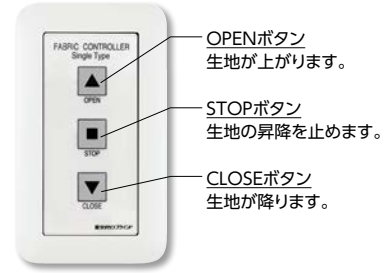 FABRIC CONTROLLER
Single Type
OPEN
STOP
CLOSE
OPENボタン
生地が上がります。
STOPボタン
生地の昇降を止めます。
CLOSEボタン
生地が降ります。